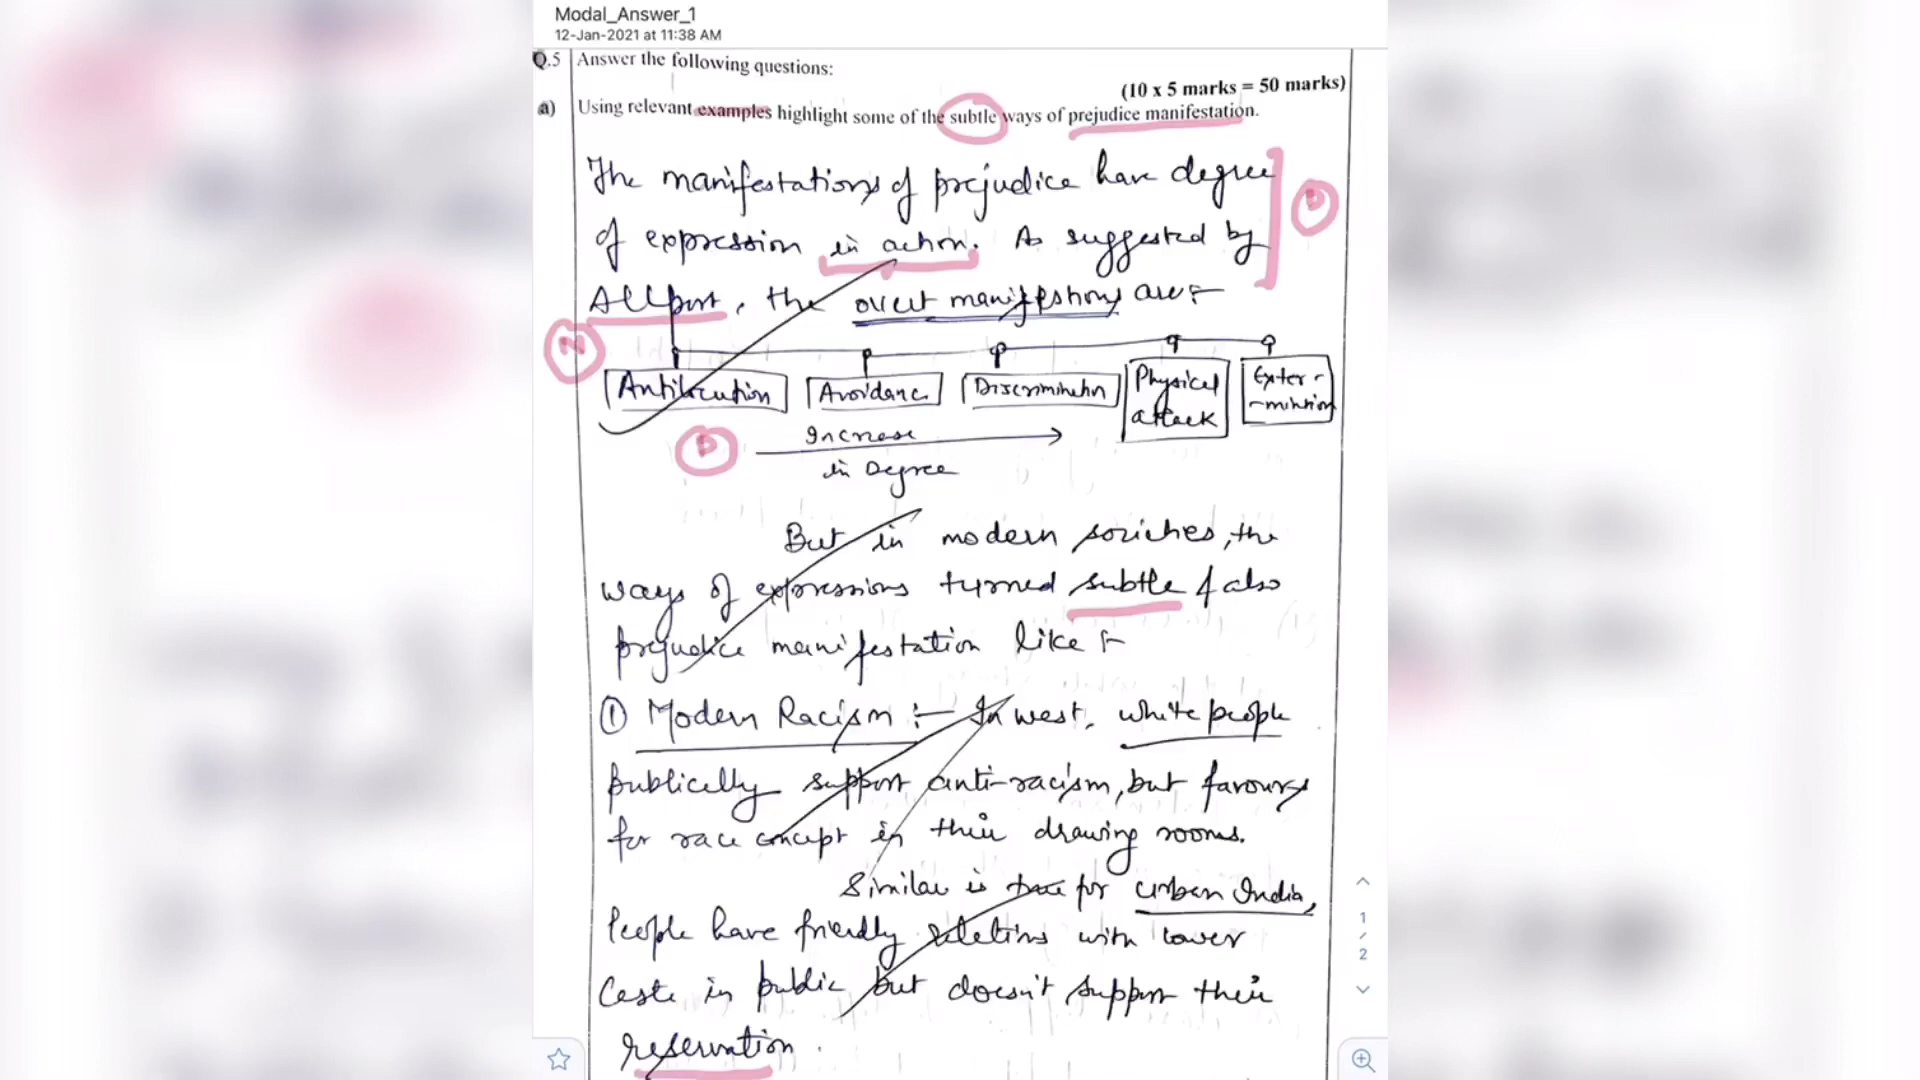 Modal_Answer_1
12-Jan-2021 at 11:38 AM
Q.5 Answer the following questions:
(10 x 5 marks = 50 marks)
a) Using relevant examples highlight some of the subtle ways of prejudice manifestation.
The manifestations of prejudice have degree
of expression in action. As suggested by
Allport, the overt manifestions are :-
N
Antilocution Avoidance Discrimination Physical attack Exter-mination
D
Increase
in Degree
But in modern societies, the
ways of expressions turned subtle & also
prejudice manifestation like :-
① Modern Racism :- In west, white people
publically support anti-racism, but favours
for race concept in their drawing rooms.
Similar is true for urban India,
People have friendly relations with lower
Caste in public but doesn't support their
reservation.
1
/
2